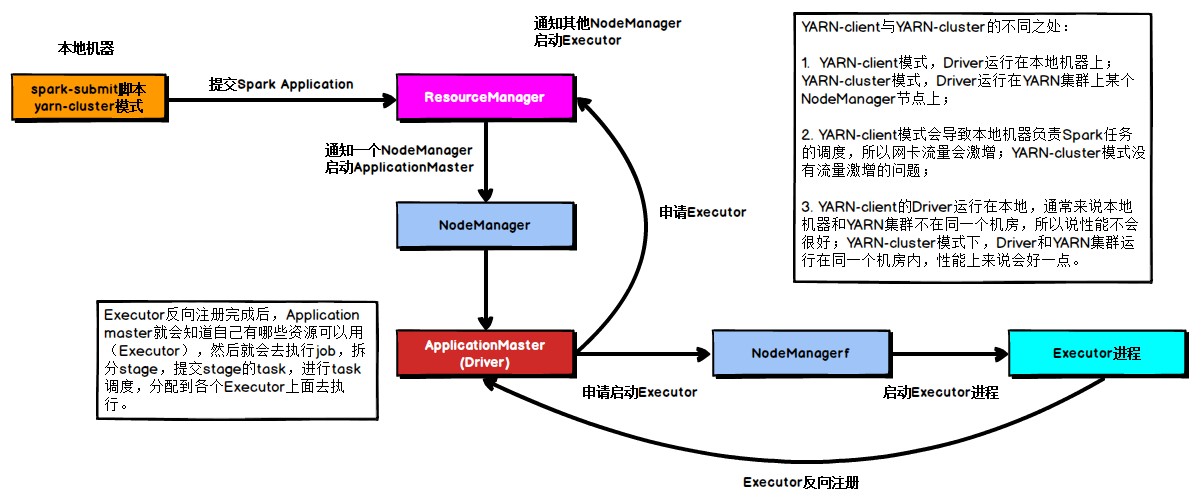 通知其他NodeManager
启动Executor
本地机器
spark-submit脚本
yarn-cluster模式
提交Spark Application
ResourceManager
通知一个NodeManager
启动ApplicationMaster
申请Executor
NodeManager
YARN-client与YARN-cluster的不同之处：
1. YARN-client模式，Driver运行在本地机器上；
YARN-cluster模式，Driver运行在YARN集群上某个
NodeManager节点上；
2. YARN-client模式会导致本地机器负责Spark任务
的调度，所以网卡流量会激增；YARN-cluster模式没
有流量激增的问题；
3. YARN-client的Driver运行在本地，通常来说本地
机器和YARN集群不在同一个机房，所以说性能不会
很好；YARN-cluster模式下，Driver和YARN集群运
行在同一个机房内，性能上来说会好一点。
Executor反向注册完成后，Application
master就会知道自己有哪些资源可以用
（Executor），然后就会去执行job，拆
分stage，提交stage的task，进行task
调度，分配到各个Executor上面去执
行。
ApplicationMaster
(Driver)
申请启动Executor
NodeManagerf
启动Executor进程
Executor进程
Executor反向注册